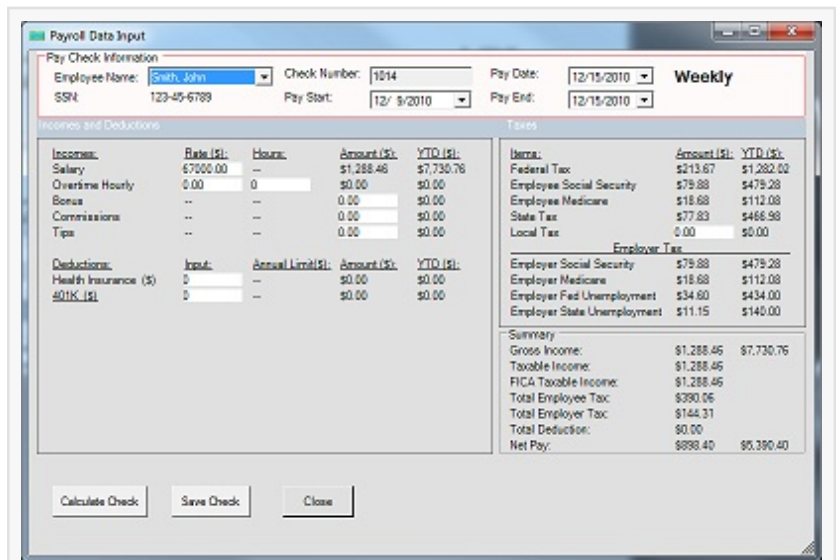 Payroll Data Input
Pay Check Information
Employee Name: Smith, John Check Number: 1014 Pay Date: 12/15/2010 Weekly
SSN: 123-45-6789 Pay Start: 12/ 9/2010 Pay End: 12/15/2010
Incomes and Deductions Taxes
Incomes: Rate ($): Hours: Amount ($): YTD ($):
Salary 67000.00 -- $1,288.46 $7,730.76
Overtime Hourly 0.00 0 $0.00 $0.00
Bonus -- -- 0.00 $0.00
Commissions -- -- 0.00 $0.00
Tips -- -- 0.00 $0.00
Deductions: Input: Annual Limit($): Amount ($): YTD ($):
Health Insurance ($) 0 -- $0.00 $0.00
401K ($) 0 -- $0.00 $0.00
Items: Amount ($): YTD ($):
Federal Tax $213.67 $1,282.02
Employee Social Security $79.88 $479.28
Employee Medicare $18.68 $112.08
State Tax $77.83 $466.98
Local Tax 0.00 $0.00
Employer Tax
Employer Social Security $79.88 $479.28
Employer Medicare $18.68 $112.08
Employer Fed Unemployment $34.60 $434.00
Employer State Unemployment $11.15 $140.00
Summary
Gross Income: $1,288.46 $7,730.76
Taxable Income: $1,288.46
FICA Taxable Income: $1,288.46
Total Employee Tax: $390.06
Total Employer Tax: $144.31
Total Deduction: $0.00
Net Pay: $898.40 $5,390.40
Calculate Check Save Check Close